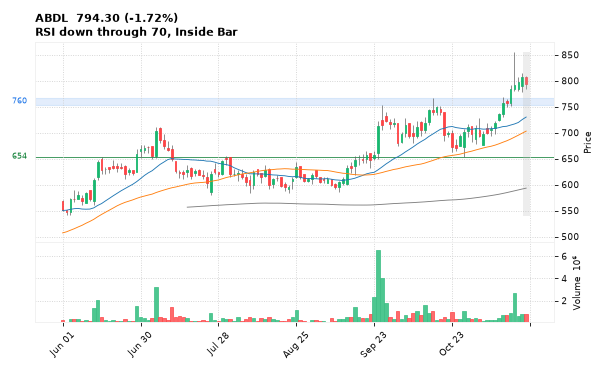 ABDL 794.30 (-1.72%)
RSI down through 70, Inside Bar
850
800
760
750
700
654
650
600
550
500
Price
6
4
2
Volume 10⁶
Jun 01
Jun 30
Jul 28
Aug 25
Sep 23
Oct 23